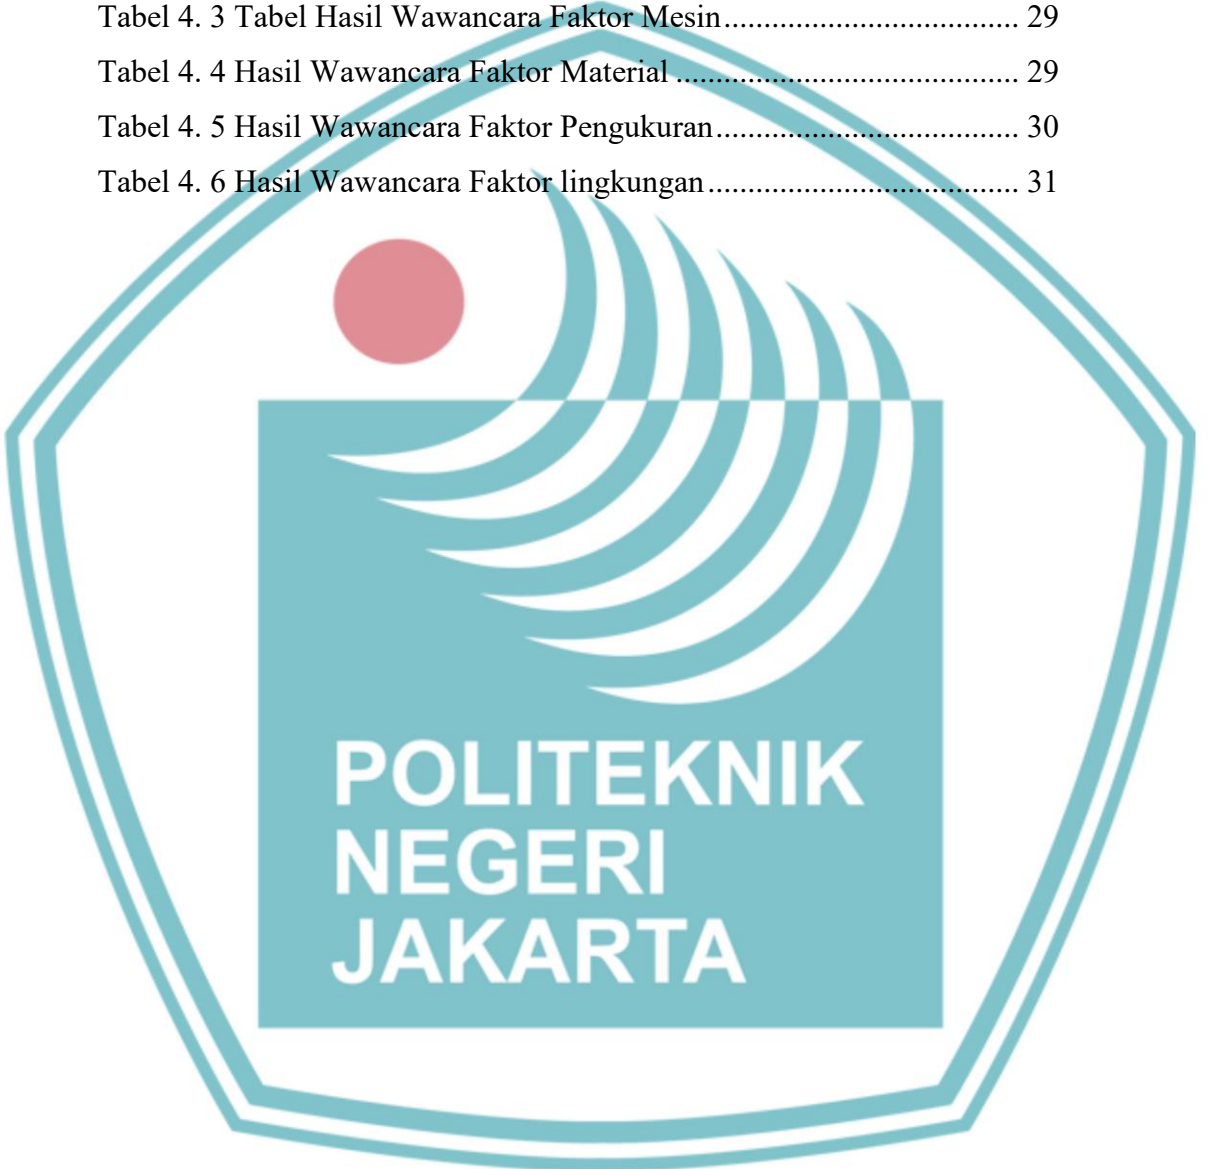 Tabel 4. 3 Tabel Hasil Wawancara Faktor Mesin.................................... 29
Tabel 4. 4 Hasil Wawancara Faktor Material .......................................... 29
Tabel 4. 5 Hasil Wawancara Faktor Pengukuran..................................... 30
Tabel 4. 6 Hasil Wawancara Faktor lingkungan...................................... 31
POLITEKNIK
NEGERI
JAKARTA